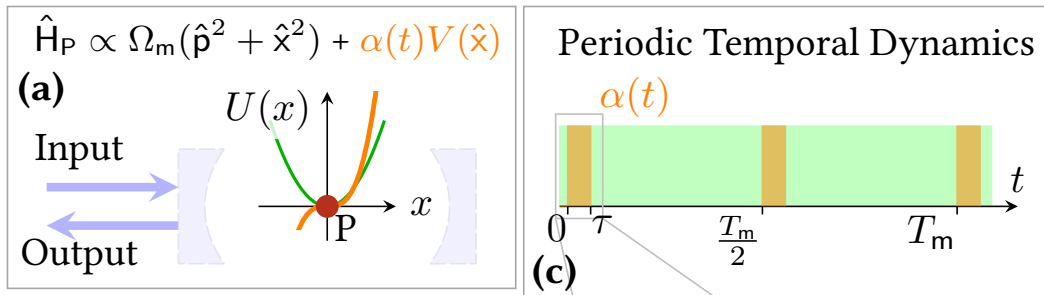 Ĥ_P ∝ Ω_m(p̂² + x̂²) + α(t)V(x̂)
(a)
U(x)
Input
x
P
Output
Periodic Temporal Dynamics
α(t)
t
0 τ T_m/2 T_m
(c)